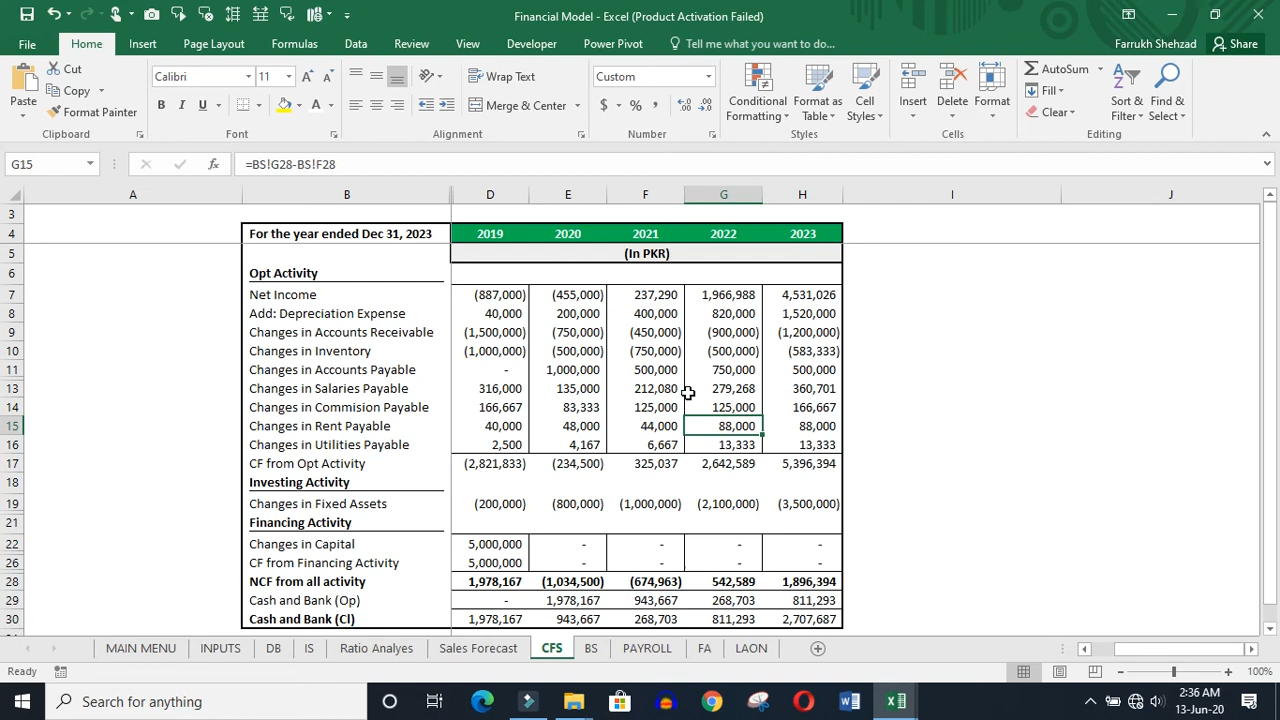 Financial Model - Excel (Product Activation Failed)
File Home Insert Page Layout Formulas Data Review View Developer Power Pivot Tell me what you want to do... Farrukh Shehzad Share
Paste Cut Copy Format Painter Clipboard
Calibri 11 B I U A Font
Wrap Text Merge & Center Alignment
Custom $ % Number
Conditional Formatting Format as Table Cell Styles Styles
Insert Delete Format Cells
AutoSum Fill Clear Sort & Filter Find & Select Editing
G15 fx =BS!G28-BS!F28
A B D E F G H I J
3
4 For the year ended Dec 31, 2023 2019 2020 2021 2022 2023
5 (In PKR)
6 Opt Activity
7 Net Income (887,000) (455,000) 237,290 1,966,988 4,531,026
8 Add: Depreciation Expense 40,000 200,000 400,000 820,000 1,520,000
9 Changes in Accounts Receivable (1,500,000) (750,000) (450,000) (900,000) (1,200,000)
10 Changes in Inventory (1,000,000) (500,000) (750,000) (500,000) (583,333)
11 Changes in Accounts Payable - 1,000,000 500,000 750,000 500,000
13 Changes in Salaries Payable 316,000 135,000 212,080 279,268 360,701
14 Changes in Commision Payable 166,667 83,333 125,000 125,000 166,667
15 Changes in Rent Payable 40,000 48,000 44,000 88,000 88,000
16 Changes in Utilities Payable 2,500 4,167 6,667 13,333 13,333
17 CF from Opt Activity (2,821,833) (234,500) 325,037 2,642,589 5,396,394
18 Investing Activity
19 Changes in Fixed Assets (200,000) (800,000) (1,000,000) (2,100,000) (3,500,000)
21 Financing Activity
22 Changes in Capital 5,000,000 - - - -
26 CF from Financing Activity 5,000,000 - - - -
28 NCF from all activity 1,978,167 (1,034,500) (674,963) 542,589 1,896,394
29 Cash and Bank (Op) - 1,978,167 943,667 268,703 811,293
30 Cash and Bank (Cl) 1,978,167 943,667 268,703 811,293 2,707,687
MAIN MENU INPUTS DB IS Ratio Analyes Sales Forecast CFS BS PAYROLL FA LAON
Ready 100%
Search for anything 2:36 AM
13-Jun-20